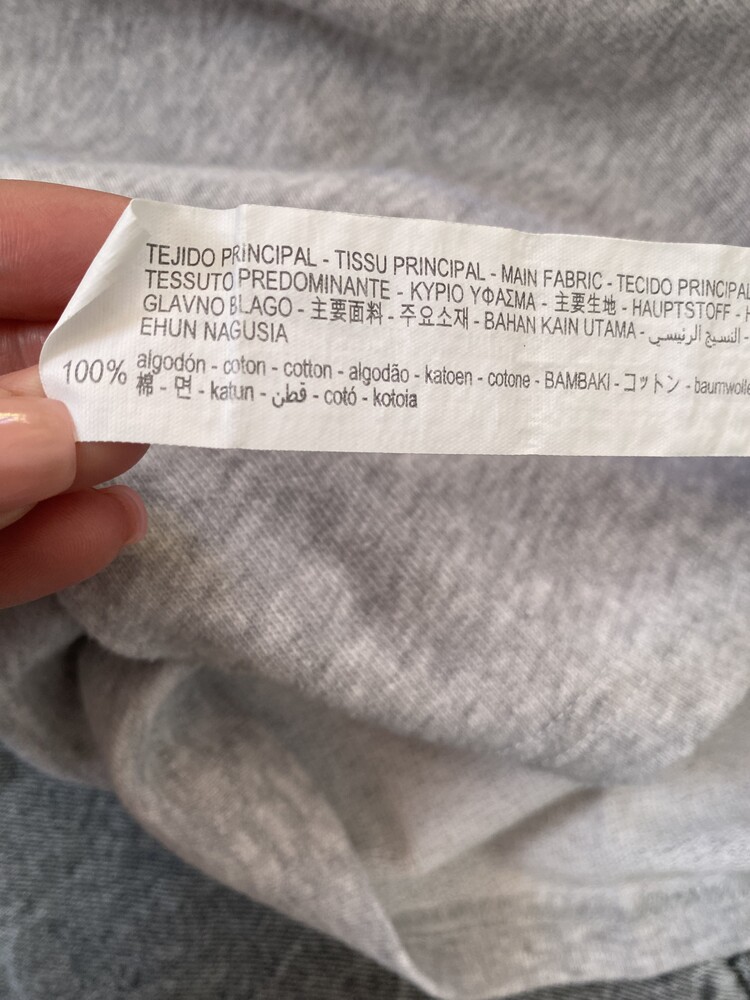 TEJIDO PRINCIPAL - TISSU PRINCIPAL - MAIN FABRIC - TECIDO PRINCIPAL
TESSUTO PREDOMINANTE - ΚΥΡΙΟ ΥΦΑΣΜΑ - 主要生地 - HAUPTSTOFF -
GLAVNO BLAGO - 主要面料 - 주요소재 - BAHAN KAIN UTAMA - النسيج الرئيسي -
EHUN NAGUSIA
100% algodón - coton - cotton - algodão - katoen - cotone - BAMBAKI - コットン - baumwolle
棉 - 면 - katun - قطن - cotó - kotoia